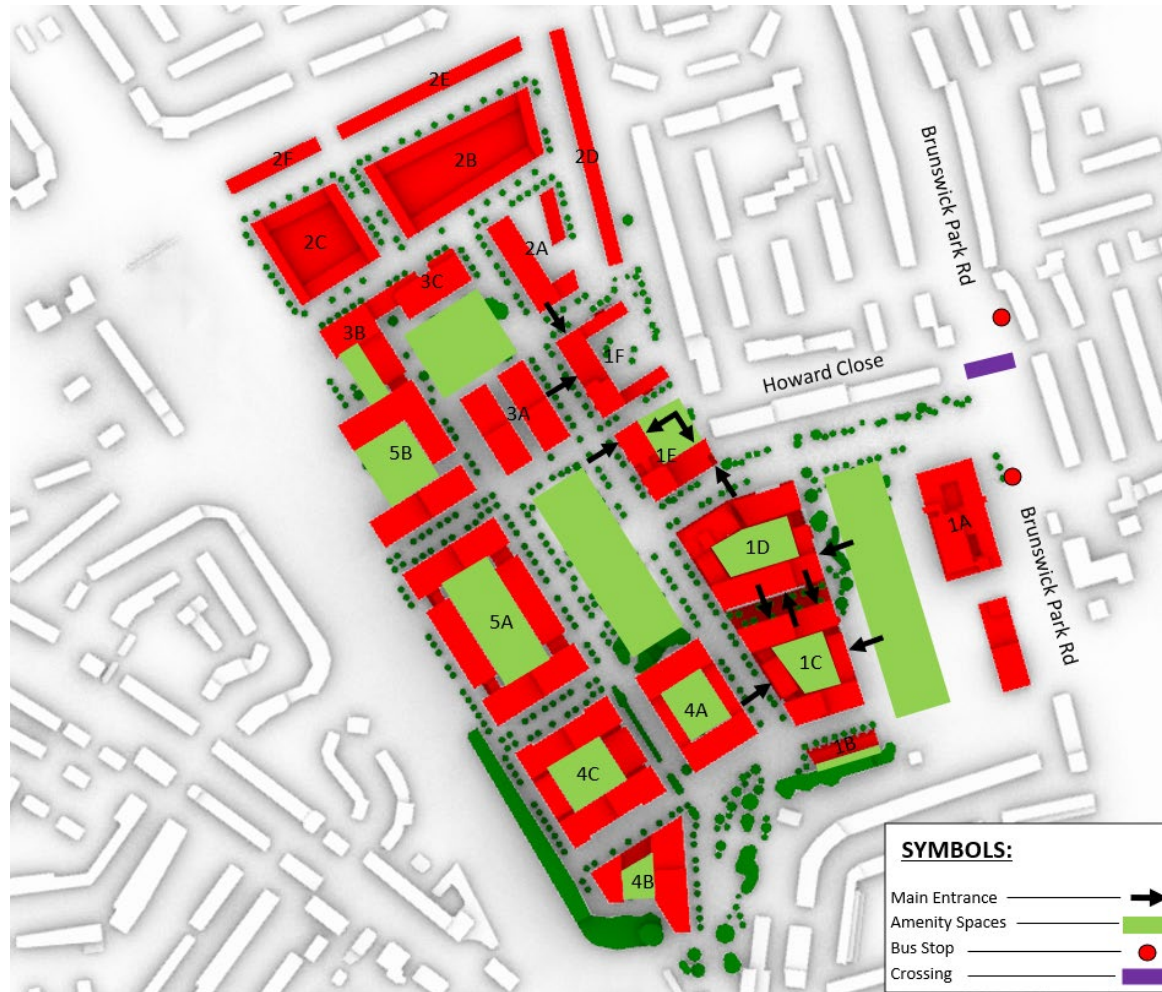 2E
2F
2B
2D
2C
2A
3C
3B
1F
3A
5B
1E
1D
1A
5A
1C
4A
1B
4C
4B
Brunswick Park Rd
Howard Close
Brunswick Park Rd
SYMBOLS:
Main Entrance
Amenity Spaces
Bus Stop
Crossing